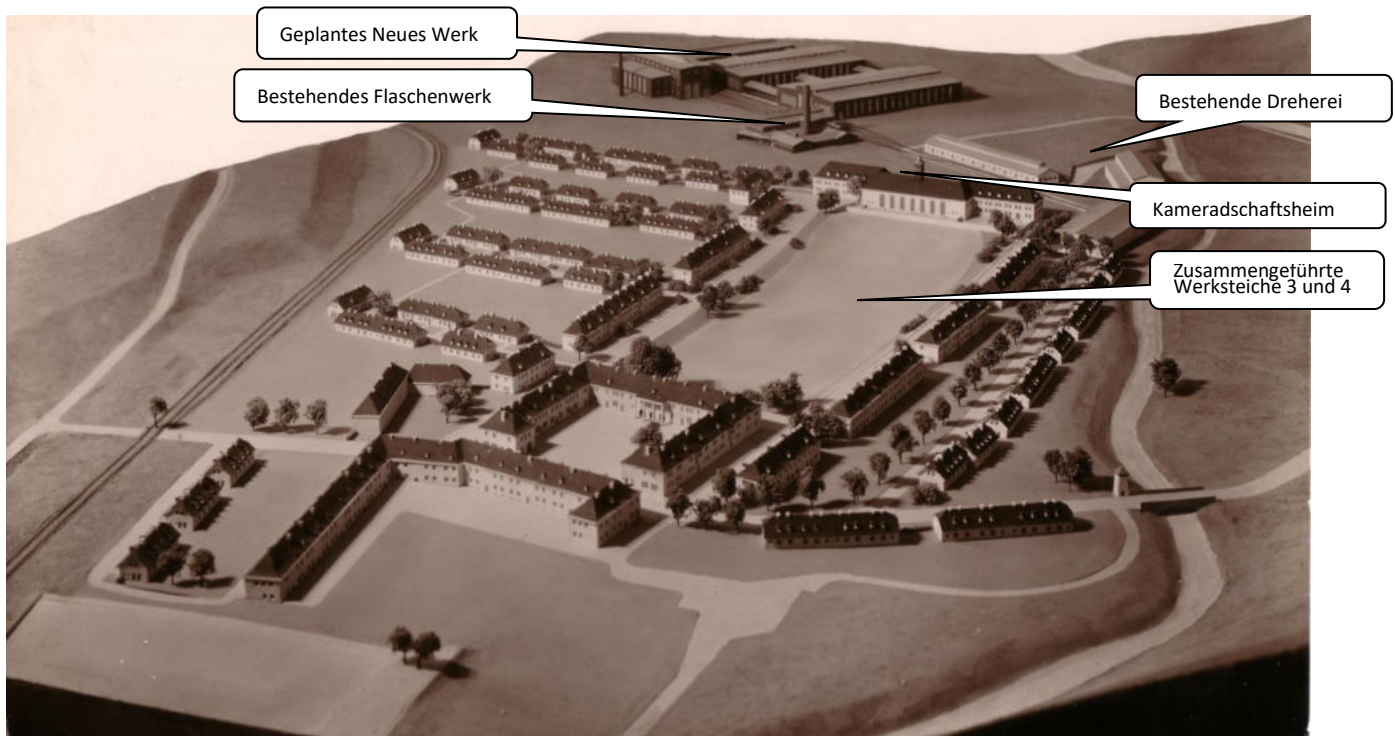 Geplantes Neues Werk
Bestehendes Flaschenwerk
Bestehende Dreherei
Kameradschaftsheim
Zusammengeführte
Werksteiche 3 und 4